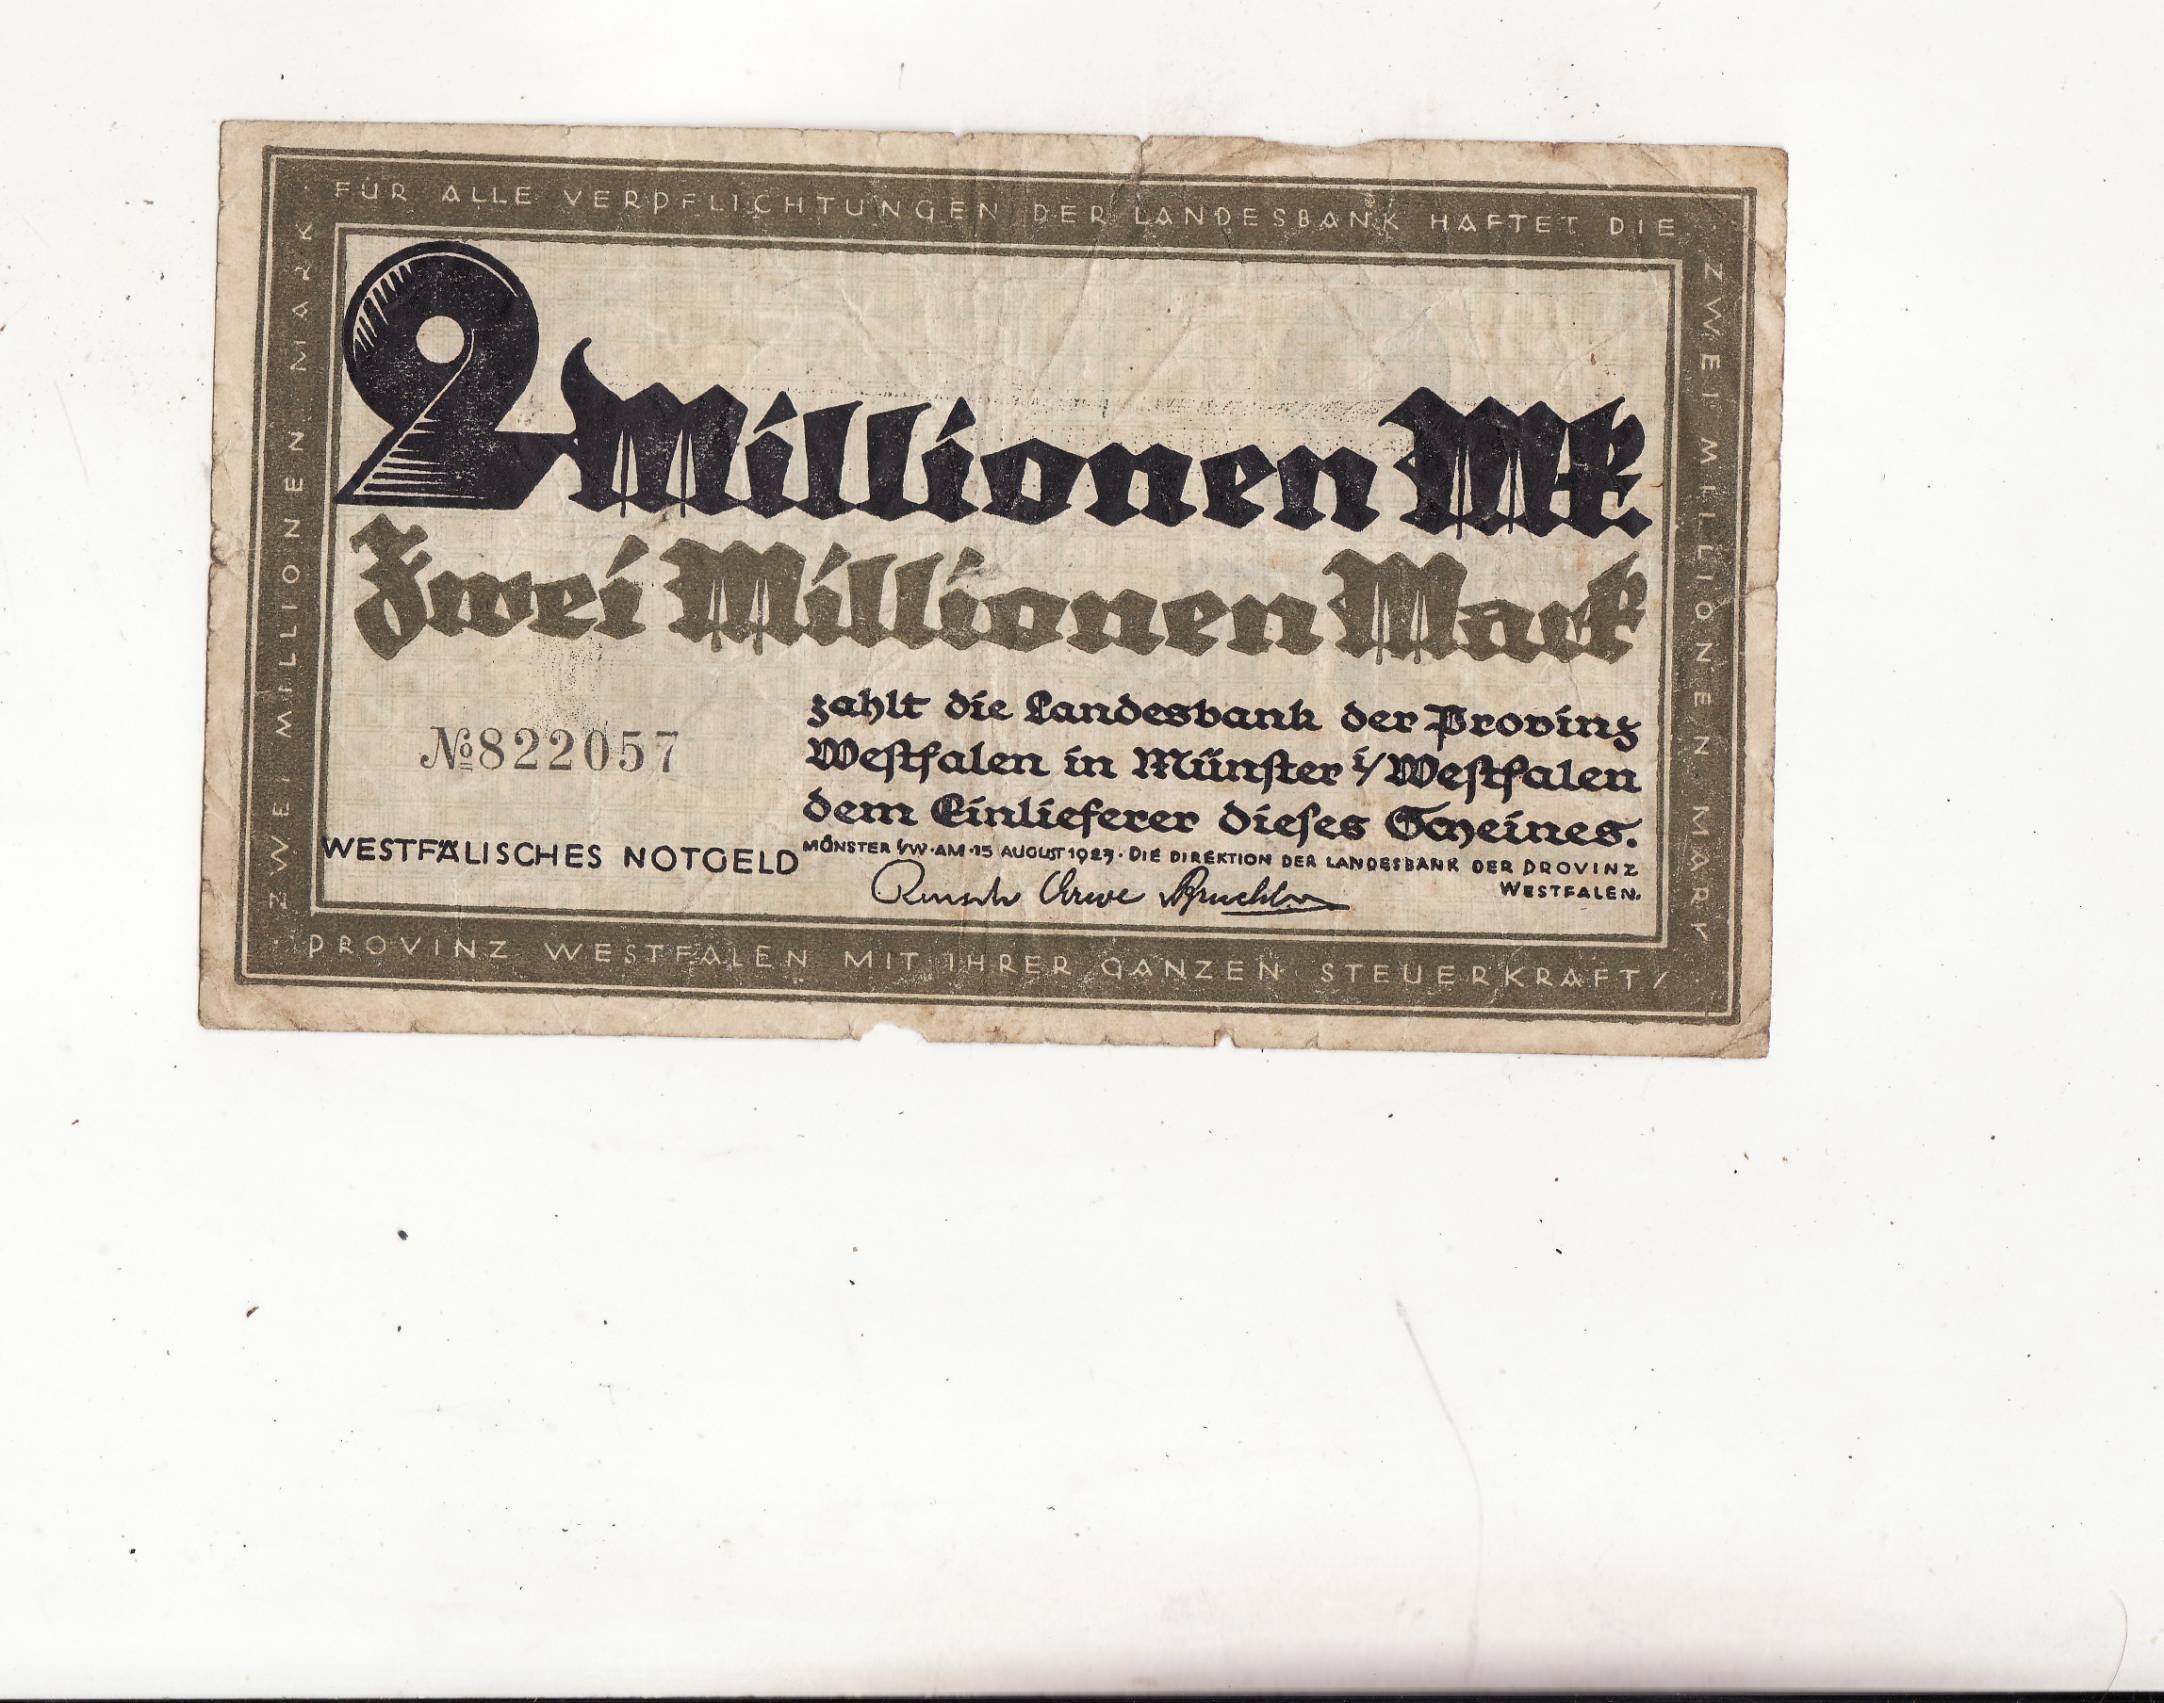 FÜR ALLE VERPFLICHTUNGEN DER LANDESBANK HAFTET DIE
ZWEI MILLIONEN MARK
ZWEI MILLIONEN MARK
2 Millionen Mk.
Zwei Millionen Mark
zahlt die Landesbank der Provinz
Westfalen in Münster i/Westfalen
dem Einlieferer dieses Scheines.
№822057
WESTFÄLISCHES NOTGELD
MÜNSTER I/W·AM·15 AUGUST 1923·DIE DIREKTION DER LANDESBANK DER PROVINZ
WESTFALEN.
PROVINZ WESTFALEN MIT IHRER GANZEN STEUERKRAFT/